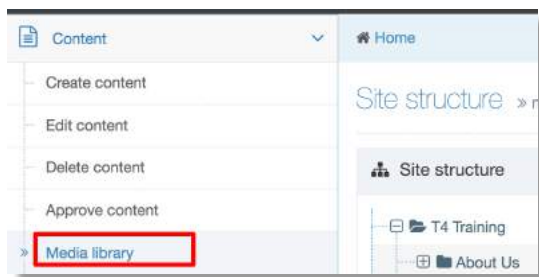 Content
Create content
Edit content
Delete content
Approve content
» Media library
Home
Site structure »
Site structure
T4 Training
About Us